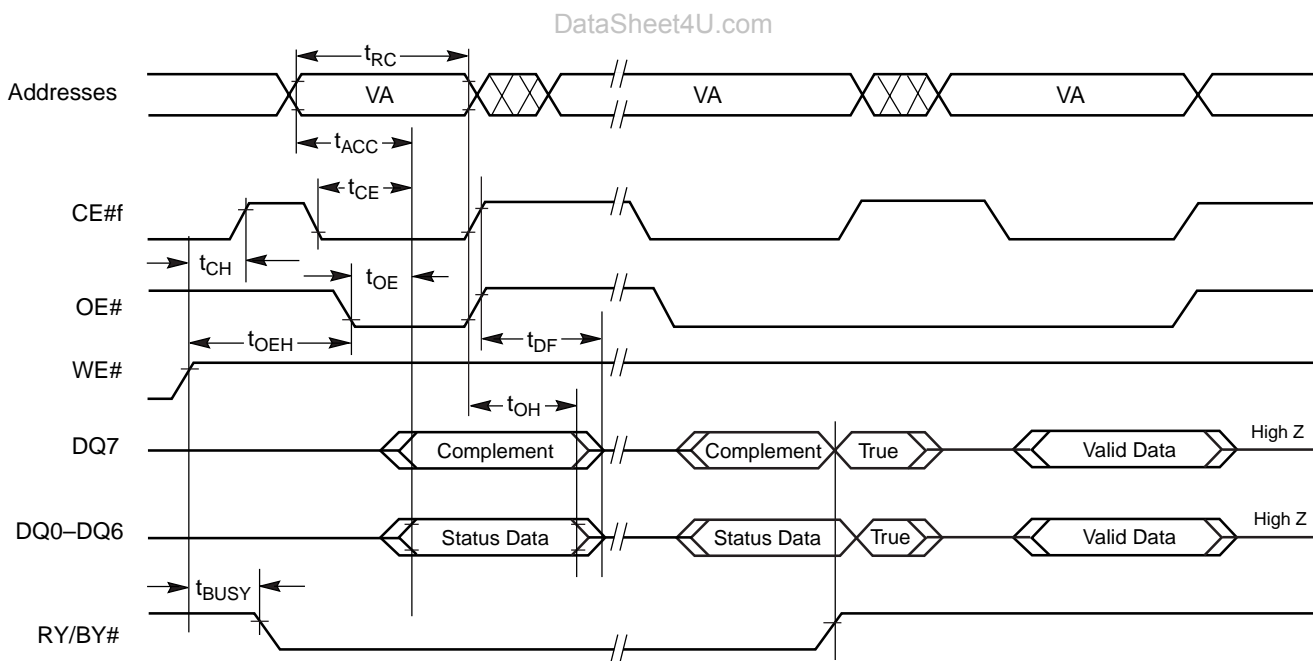 DataSheet4U.com
tRC
Addresses VA VA VA
tACC
tCE
CE#f
tCH tOE
OE#
tOEH tDF
WE#
tOH
DQ7 Complement Complement True Valid Data High Z
DQ0–DQ6 Status Data Status Data True Valid Data High Z
tBUSY
RY/BY#